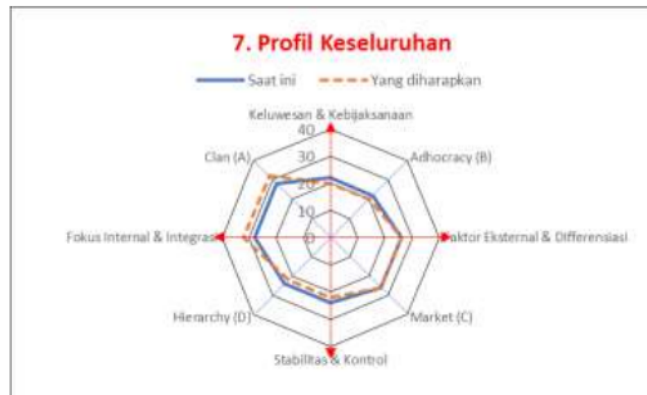 7. Profil Keseluruhan
Saat ini
Yang diharapkan
Keluwesan & Kebijaksanaan
40
Clan (A)
Adhocracy (B)
30
20
10
Fokus Internal & Integras
0
aktor Eksternal & Differensiasi
Hierarchy (D)
Market (C)
Stabilitas & Kontrol